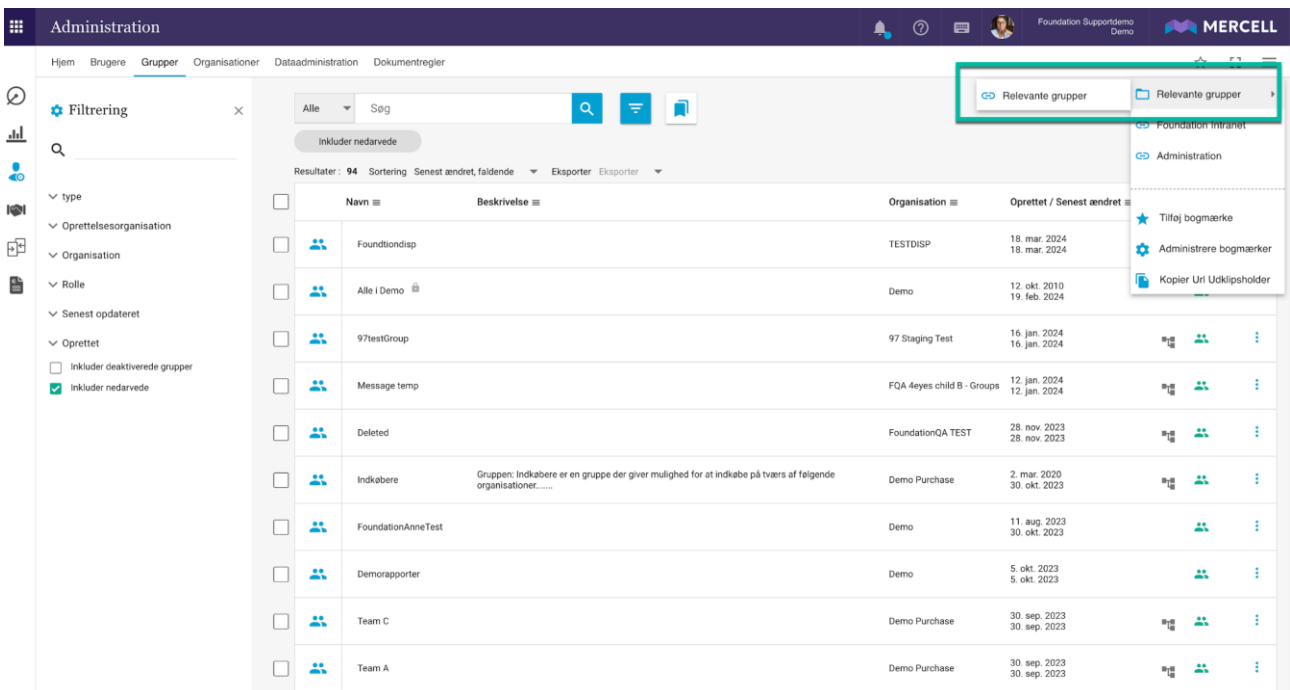 Administration
Foundation Supportdemo
Demo
MERCELL
Hjem Brugere Grupper Organisationer Dataadministration Dokumentregler
Filtrering
type
Oprettelsesorganisation
Organisation
Rolle
Senest opdateret
Oprettet
Inkluder deaktiverede grupper
Inkluder nedarvede
Alle Søg
Inkluder nedarvede
Resultater : 94 Sortering Senest ændret, faldende Eksporter Eksporter
Relevante grupper
Relevante grupper
Foundation Intranet
Administration
Tilføj bogmærke
Administrere bogmærker
Kopier Url Udklipsholder
Navn Beskrivelse Organisation Oprettet / Senest ændret
Foundtiondisp TESTDISP 18. mar. 2024
18. mar. 2024
Alle i Demo Demo 12. okt. 2010
19. feb. 2024
97testGroup 97 Staging Test 16. jan. 2024
16. jan. 2024
Message temp FQA 4eyes child B - Groups 12. jan. 2024
12. jan. 2024
Deleted FoundationQA TEST 28. nov. 2023
28. nov. 2023
Indkøbere Gruppen: Indkøbere er en gruppe der giver mulighed for at indkøbe på tværs af følgende
organisationer....... Demo Purchase 2. mar. 2020
30. okt. 2023
FoundationAnneTest Demo 11. aug. 2023
30. okt. 2023
Demorapporter Demo 5. okt. 2023
5. okt. 2023
Team C Demo Purchase 30. sep. 2023
30. sep. 2023
Team A Demo Purchase 30. sep. 2023
30. sep. 2023